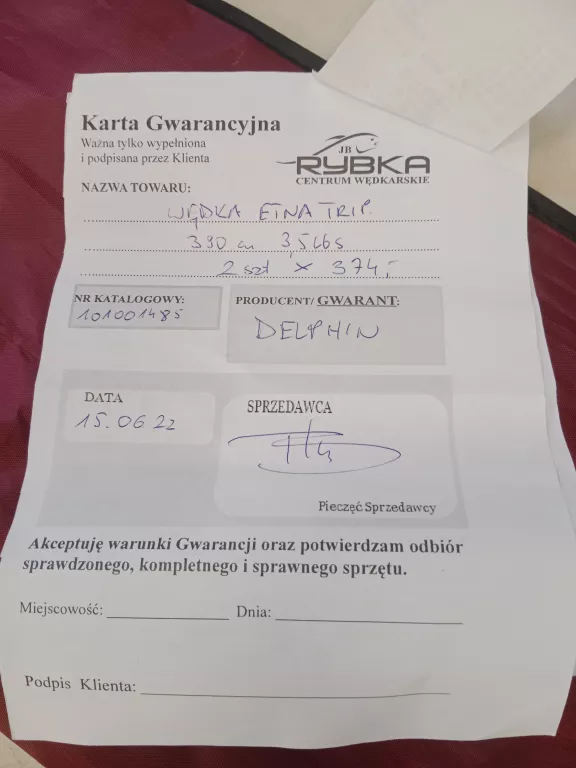 Karta Gwarancyjna
Ważna tylko wypełniona
i podpisana przez Klienta
JB
RYBKA
CENTRUM WĘDKARSKIE
NAZWA TOWARU:
WĘDKA ETNA TRIP.
390 cm 3,5 lbs
2 szt x 374,-
NR KATALOGOWY:
101001485
PRODUCENT/ GWARANT:
DELPHIN
DATA
15.06 22
SPRZEDAWCA
Pieczęć Sprzedawcy
Akceptuję warunki Gwarancji oraz potwierdzam odbiór
sprawdzonego, kompletnego i sprawnego sprzętu.
Miejscowość: Dnia:
Podpis Klienta: